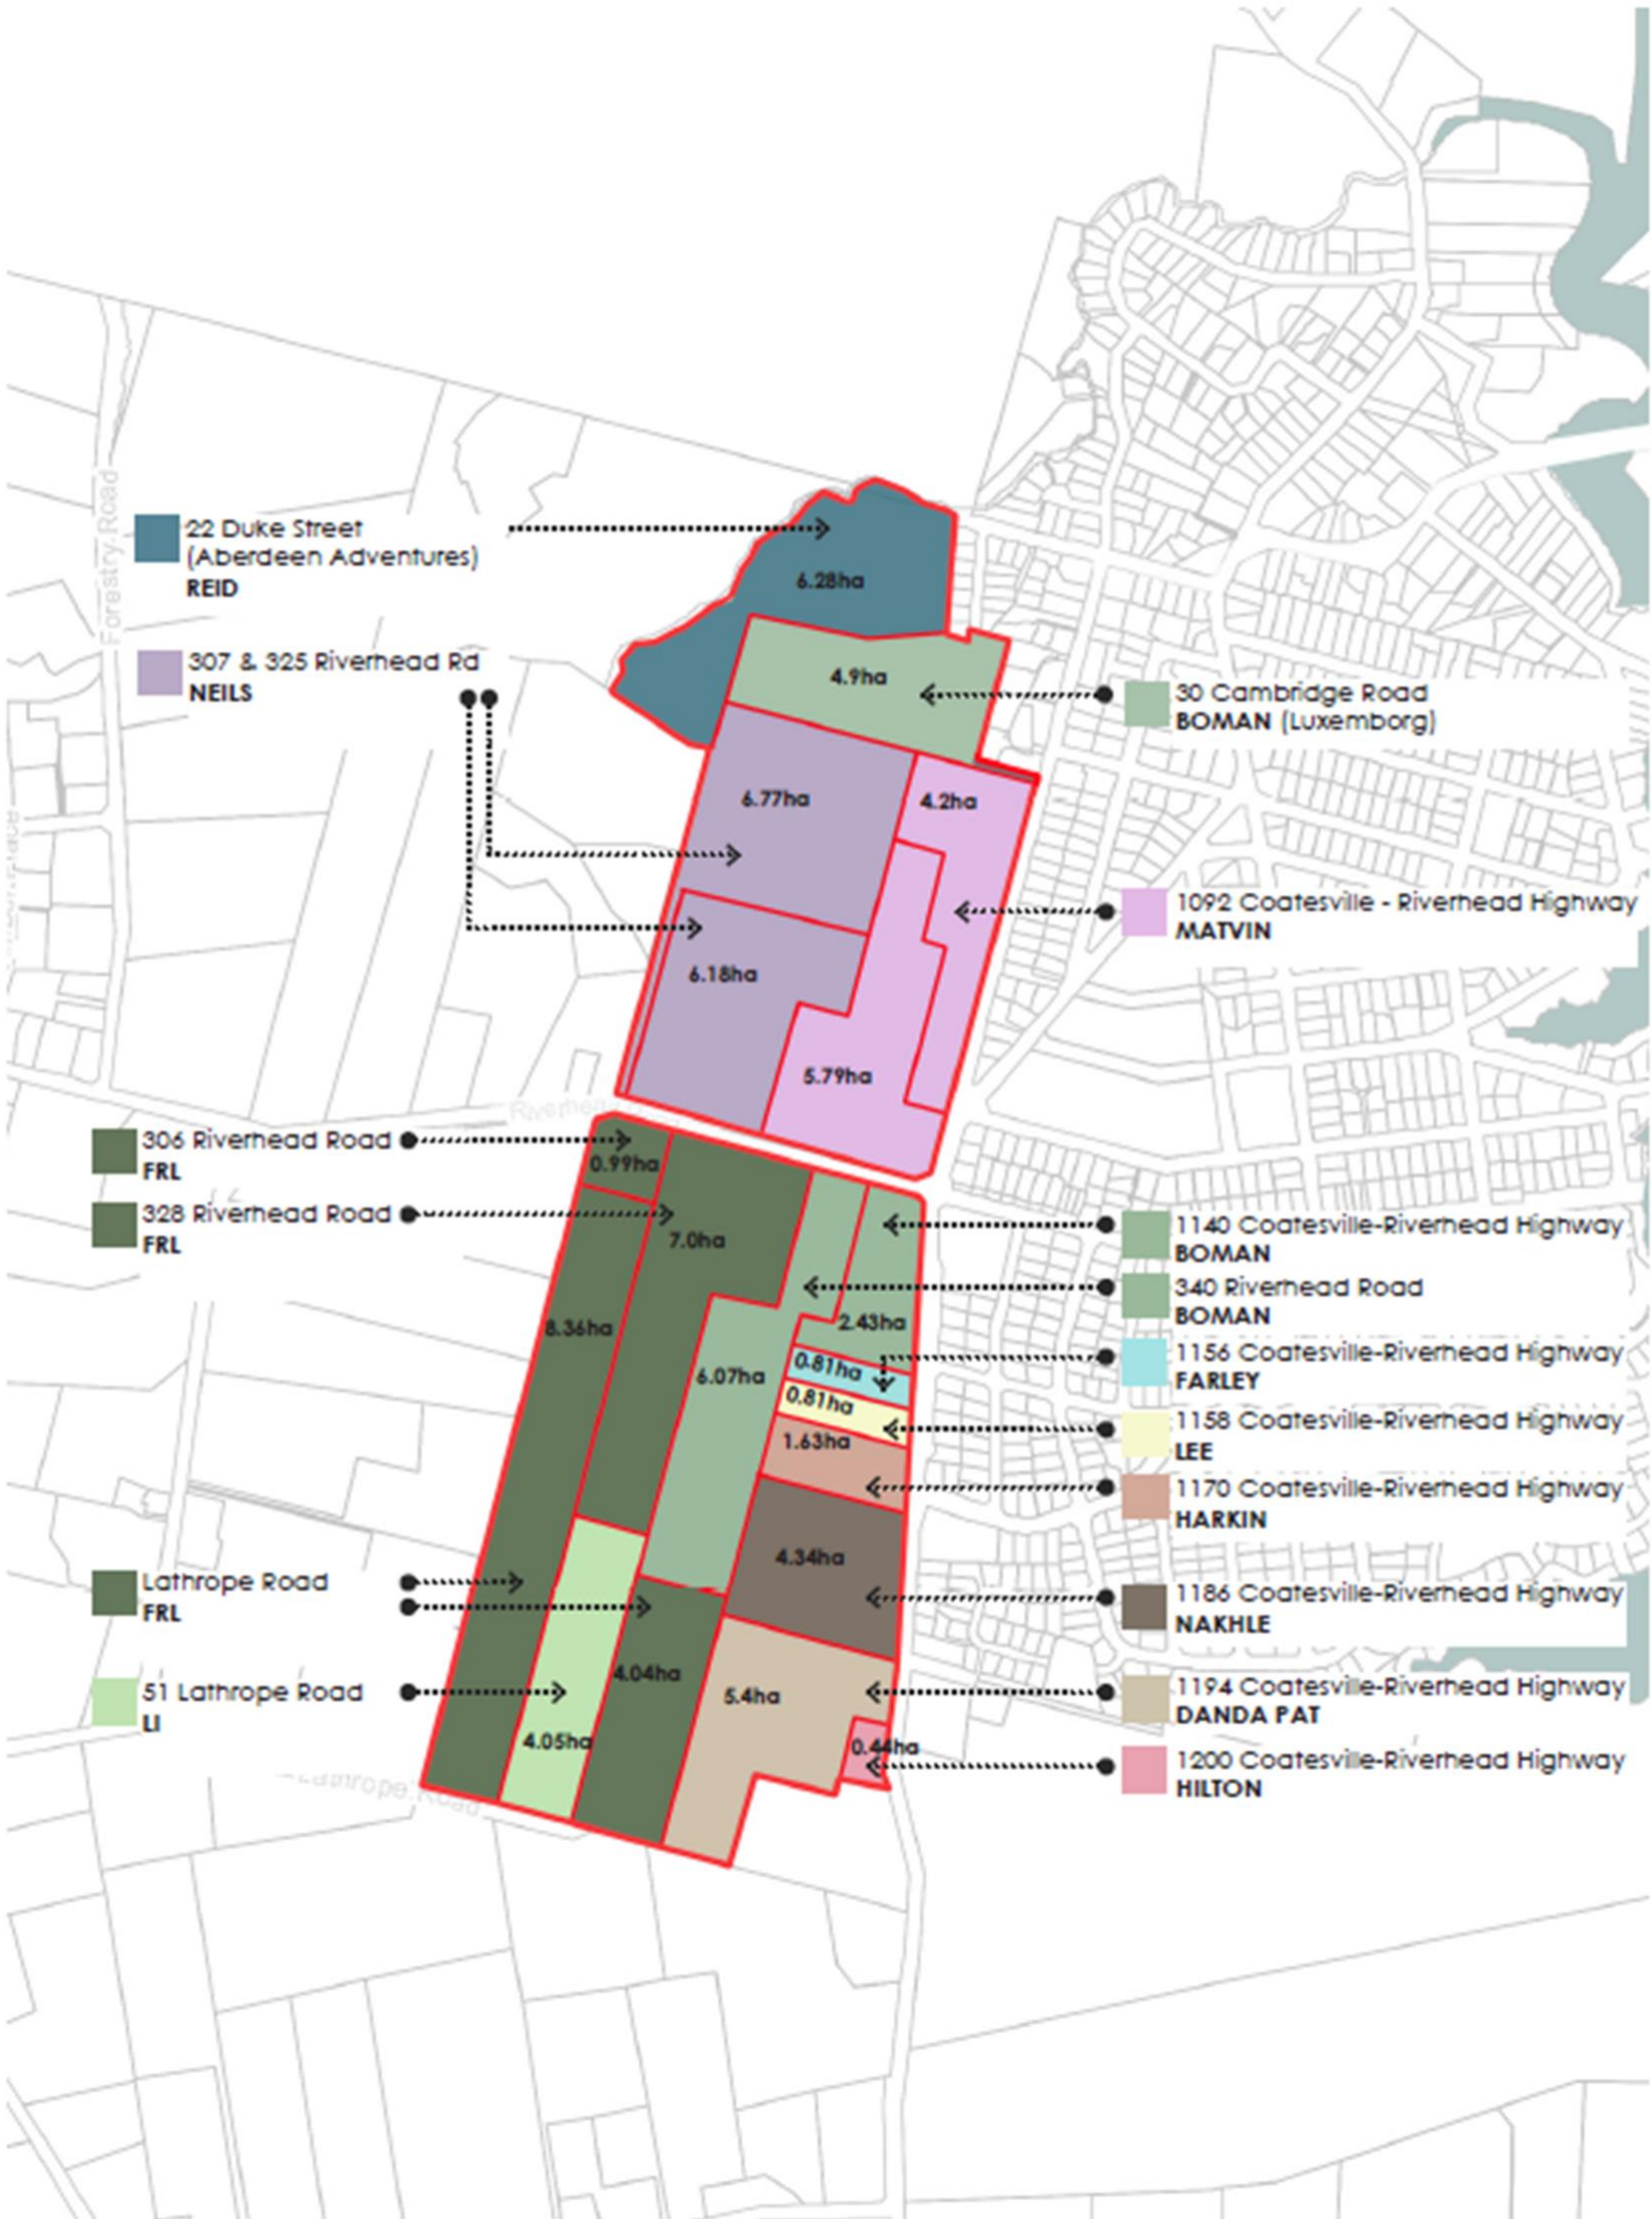 Forestry Road
22 Duke Street
(Aberdeen Adventures)
REID
6.28ha
307 & 325 Riverhead Rd
NEILS
4.9ha
30 Cambridge Road
BOMAN (Luxemborg)
6.77ha
4.2ha
1092 Coatesville - Riverhead Highway
MATVIN
6.18ha
5.79ha
306 Riverhead Road
FRL
0.99ha
328 Riverhead Road
FRL
7.0ha
1140 Coatesville-Riverhead Highway
BOMAN
340 Riverhead Road
BOMAN
8.36ha
2.43ha
1156 Coatesville-Riverhead Highway
FARLEY
0.81ha
6.07ha
0.81ha
1158 Coatesville-Riverhead Highway
LEE
1.63ha
1170 Coatesville-Riverhead Highway
HARKIN
4.34ha
Lathrope Road
FRL
1186 Coatesville-Riverhead Highway
NAKHLE
4.04ha
51 Lathrope Road
LI
5.4ha
1194 Coatesville-Riverhead Highway
DANDA PAT
4.05ha
0.44ha
1200 Coatesville-Riverhead Highway
HILTON
Lathrope Road